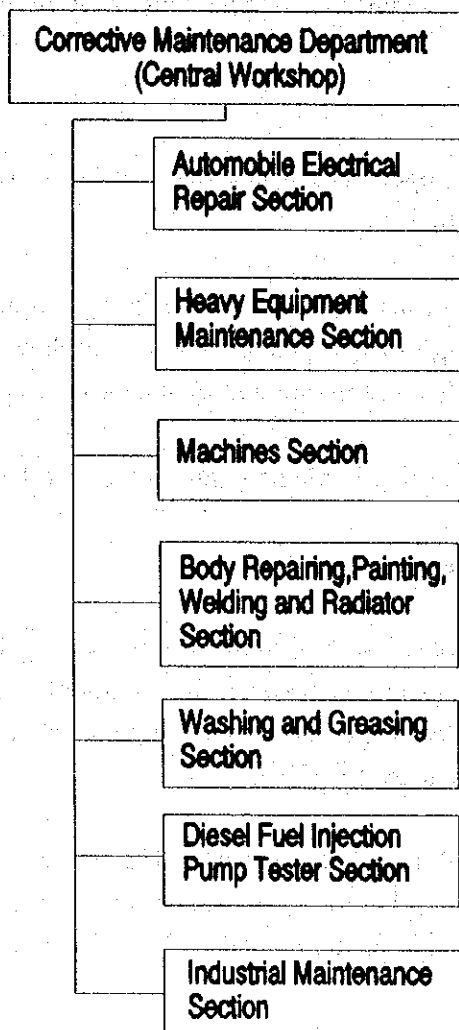 Corrective Maintenance Department
(Central Workshop)
Automobile Electrical
Repair Section
Heavy Equipment
Maintenance Section
Machines Section
Body Repairing,Painting,
Welding and Radiator
Section
Washing and Greasing
Section
Diesel Fuel Injection
Pump Tester Section
Industrial Maintenance
Section